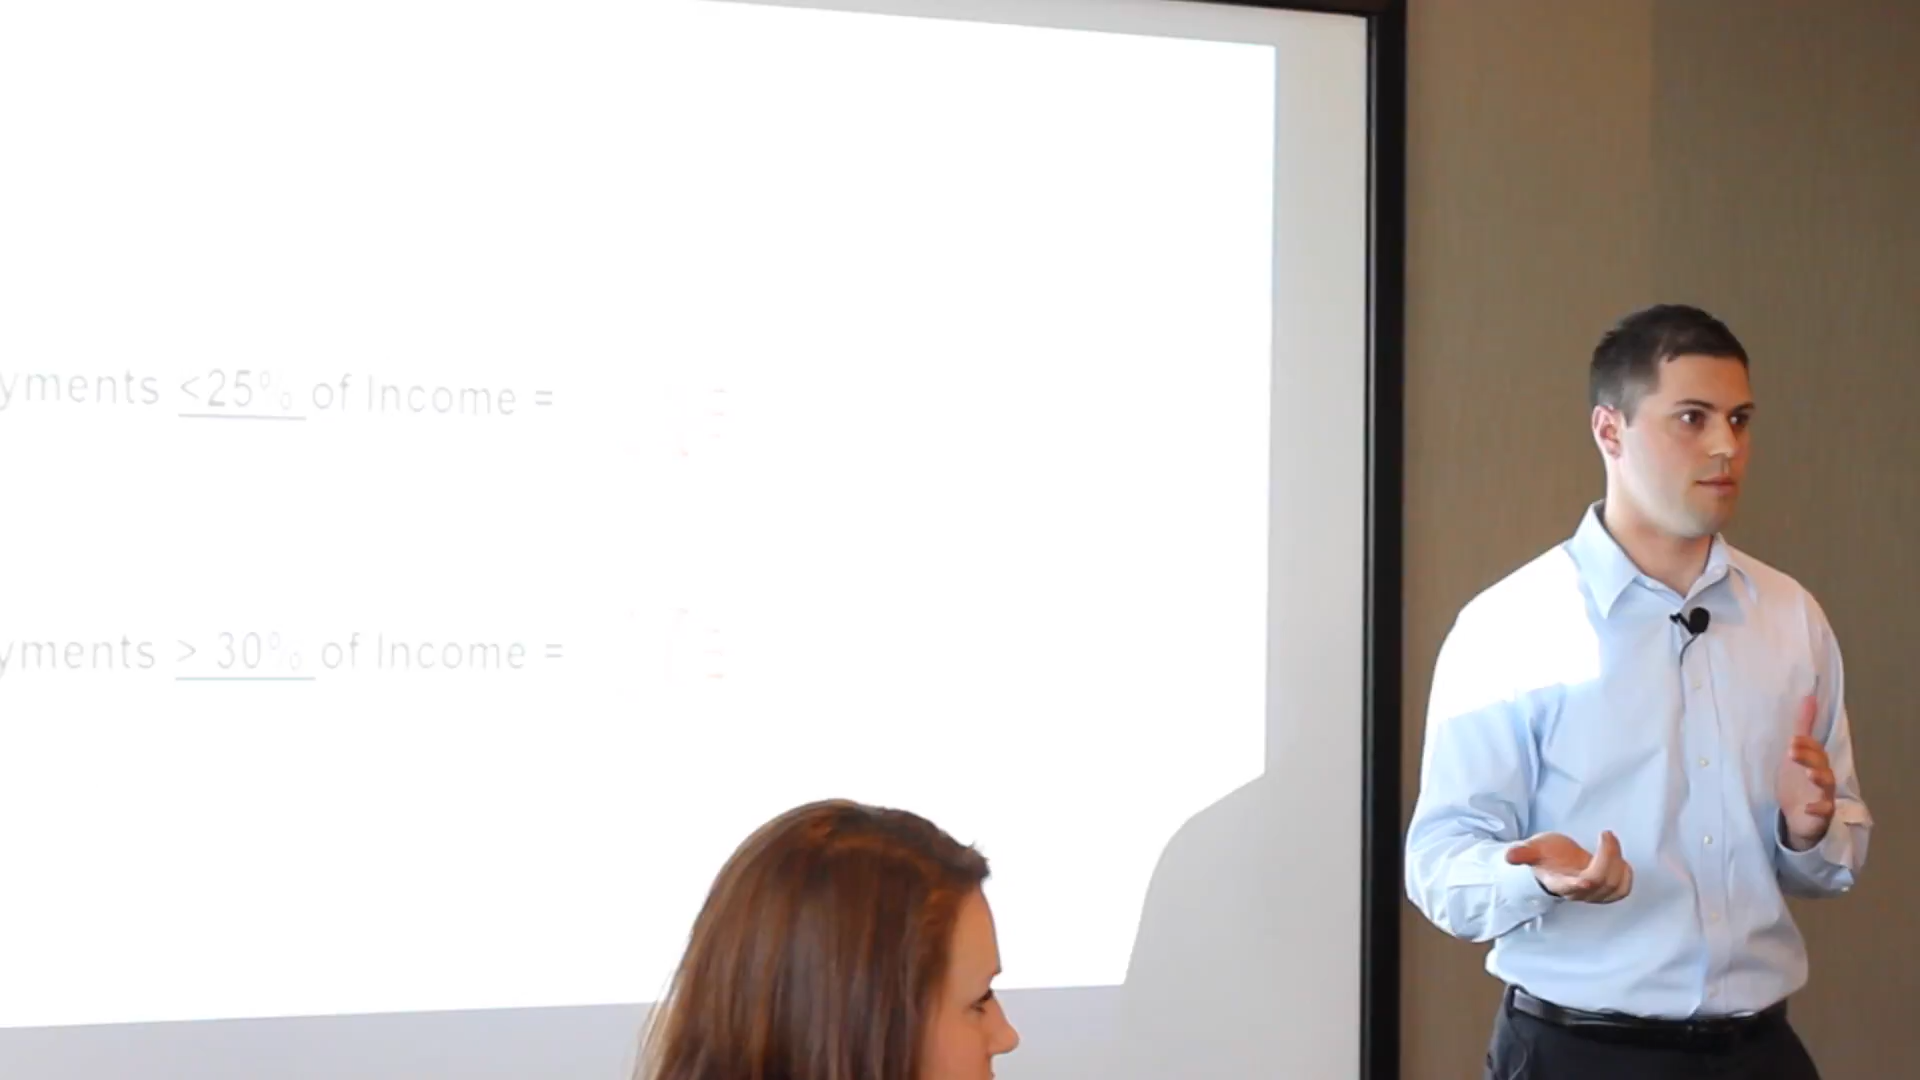 yments <25% of Income =
yments > 30% of Income =